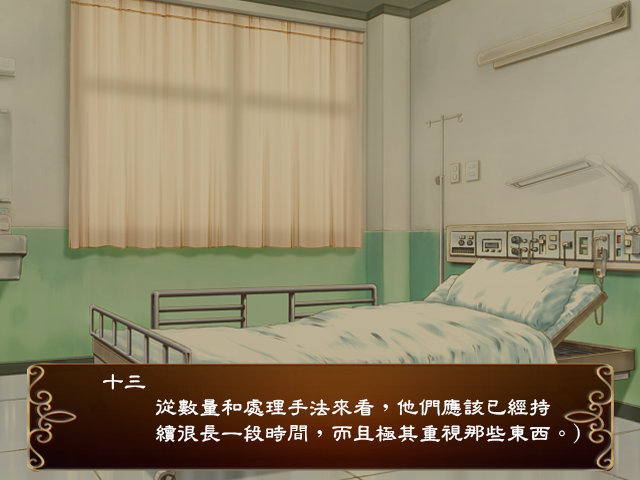 十三
從數量和處理手法來看，他們應該已經持
續很長一段時間，而且極其重視那些東西。）